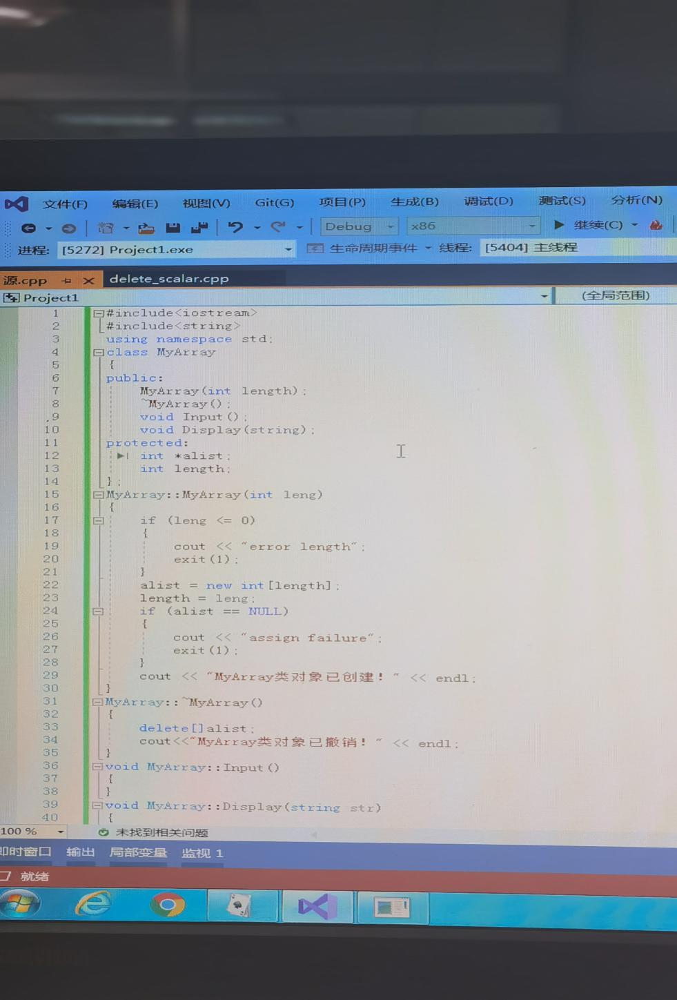 文件(F) 编辑(E) 视图(V) Git(G) 项目(P) 生成(B) 调试(D) 测试(S) 分析(N)
Debug x86 继续(C)
进程: [5272] Project1.exe 生命周期事件 线程: [5404] 主线程
源.cpp delete_scalar.cpp
Project1 (全局范围)
1 #include<iostream>
2 #include<string>
3 using namespace std;
4 class MyArray
5 {
6 public:
7 MyArray(int length);
8 ~MyArray();
9 void Input();
10 void Display(string);
11 protected:
12 int *alist;
13 int length;
14 };
15 MyArray::MyArray(int leng)
16 {
17 if (leng <= 0)
18 {
19 cout << "error length";
20 exit(1);
21 }
22 alist = new int[length];
23 length = leng;
24 if (alist == NULL)
25 {
26 cout << "assign failure";
27 exit(1);
28 }
29 cout << "MyArray类对象已创建! " << endl;
30 }
31 MyArray::~MyArray()
32 {
33 delete[]alist;
34 cout<<"MyArray类对象已撤销! " << endl;
35 }
36 void MyArray::Input()
37 {
38 }
39 void MyArray::Display(string str)
40 {
100 % 未找到相关问题
即时窗口 输出 局部变量 监视 1
就绪